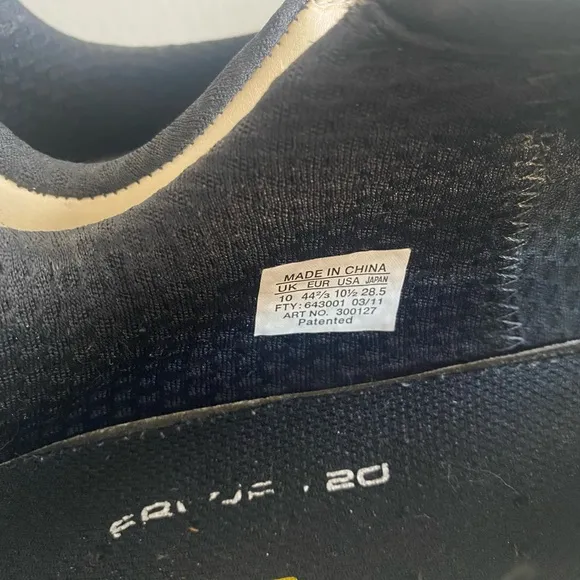 MADE IN CHINA
UK EUR USA JAPAN
10 44²/₃ 10½ 28.5
FTY: 643001 03/11
ART NO. 300127
Patented
20